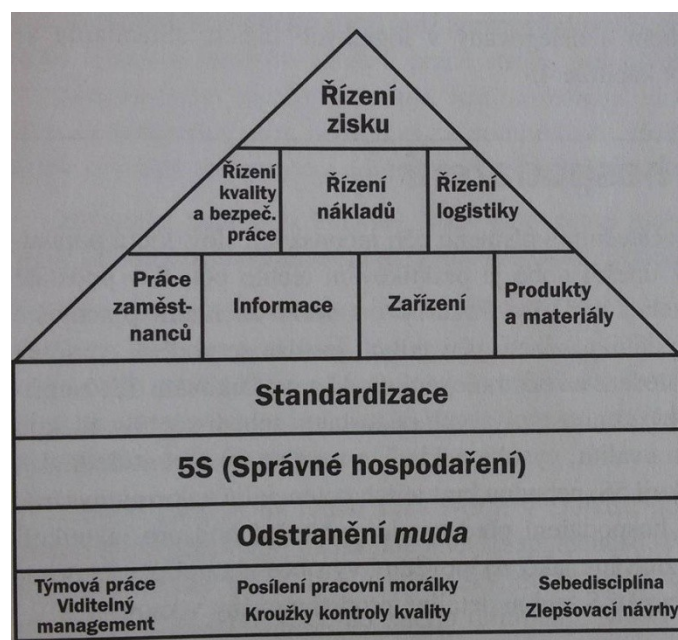 Řízení
zisku
Řízení
kvality
a bezpeč.
práce
Řízení
nákladů
Řízení
logistiky
Práce
zaměst-
nanců
Informace
Zařízení
Produkty
a materiály
Standardizace
5S (Správné hospodaření)
Odstranění muda
Týmová práce
Viditelný
management
Posílení pracovní morálky
Kroužky kontroly kvality
Sebedisciplína
Zlepšovací návrhy